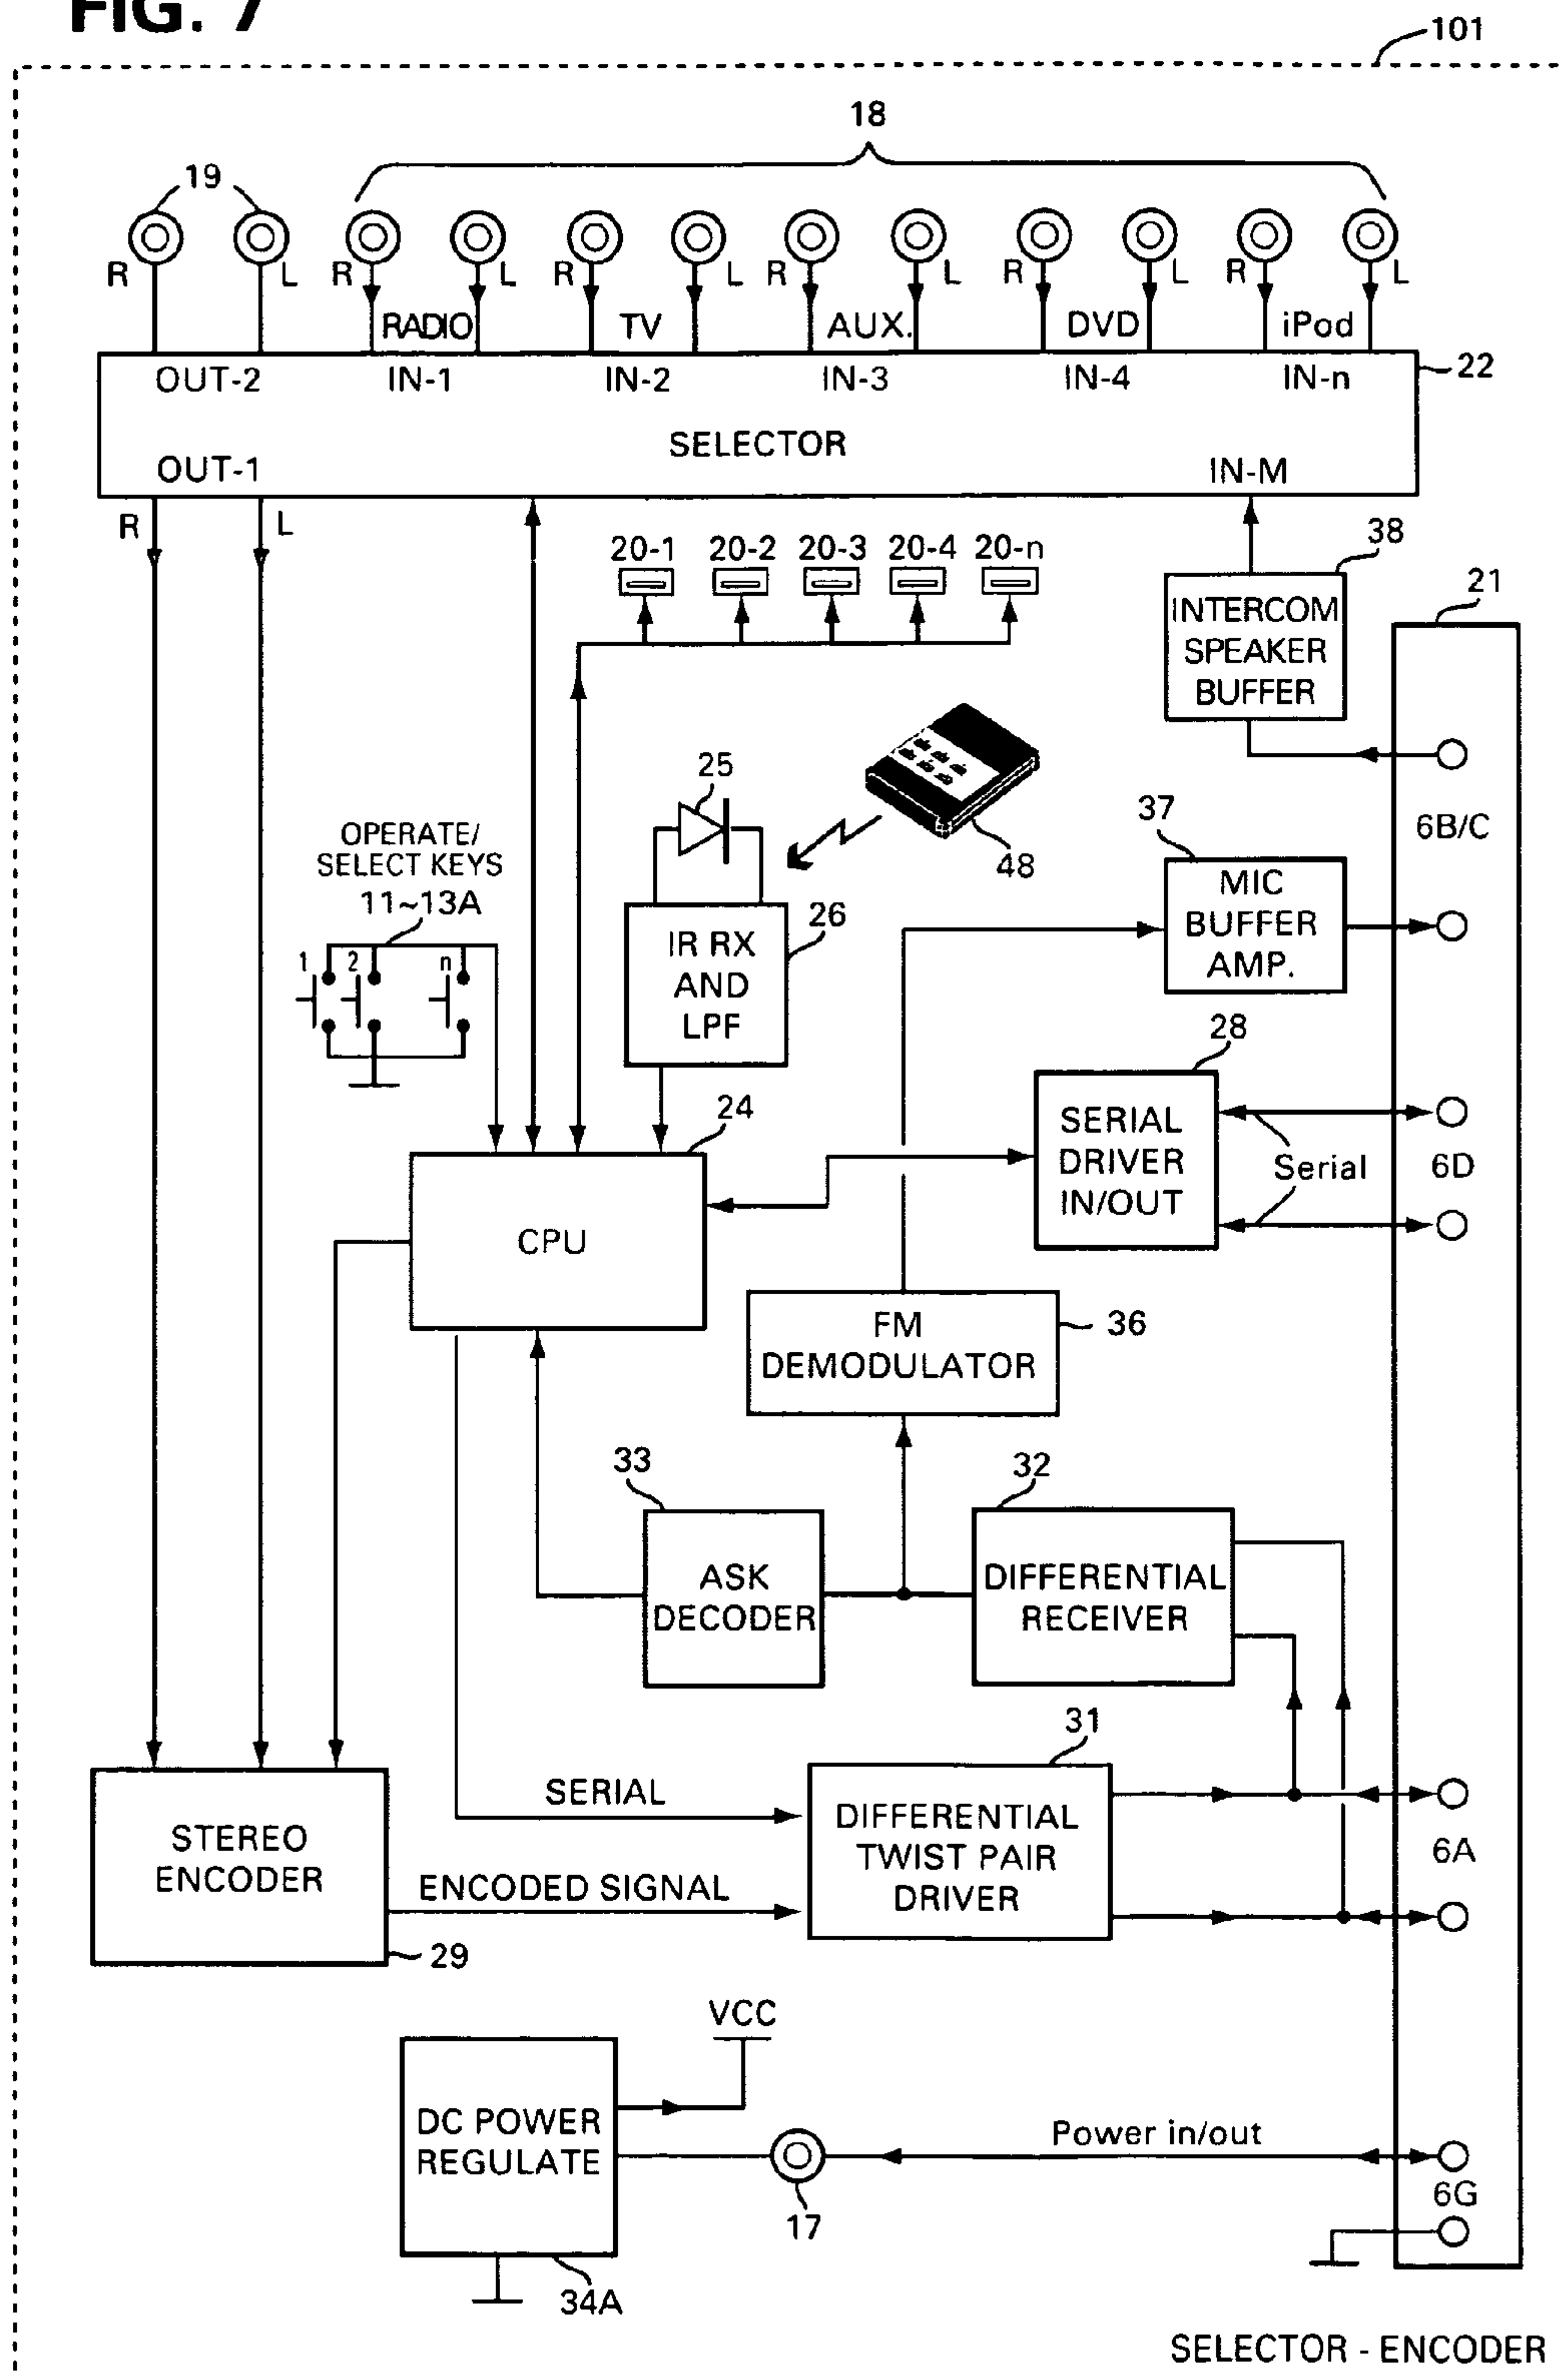 FIG. 7
101
18
19
R L R L R L R L R L R L
RADIO TV AUX. DVD iPod
OUT-2 IN-1 IN-2 IN-3 IN-4 IN-n
22
SELECTOR
OUT-1 IN-M
R L
20-1 20-2 20-3 20-4 20-n
38
INTERCOM
SPEAKER
BUFFER
21
25
48
OPERATE/
SELECT KEYS
11~13A
1 2 n
26
IR RX
AND
LPF
37
MIC
BUFFER
AMP.
6B/C
28
SERIAL
DRIVER
IN/OUT
Serial
6D
24
CPU
FM
DEMODULATOR
36
33
ASK
DECODER
32
DIFFERENTIAL
RECEIVER
31
SERIAL
DIFFERENTIAL
TWIST PAIR
DRIVER
6A
STEREO
ENCODER
ENCODED SIGNAL
29
VCC
DC POWER
REGULATE
Power in/out
17
6G
34A
SELECTOR - ENCODER